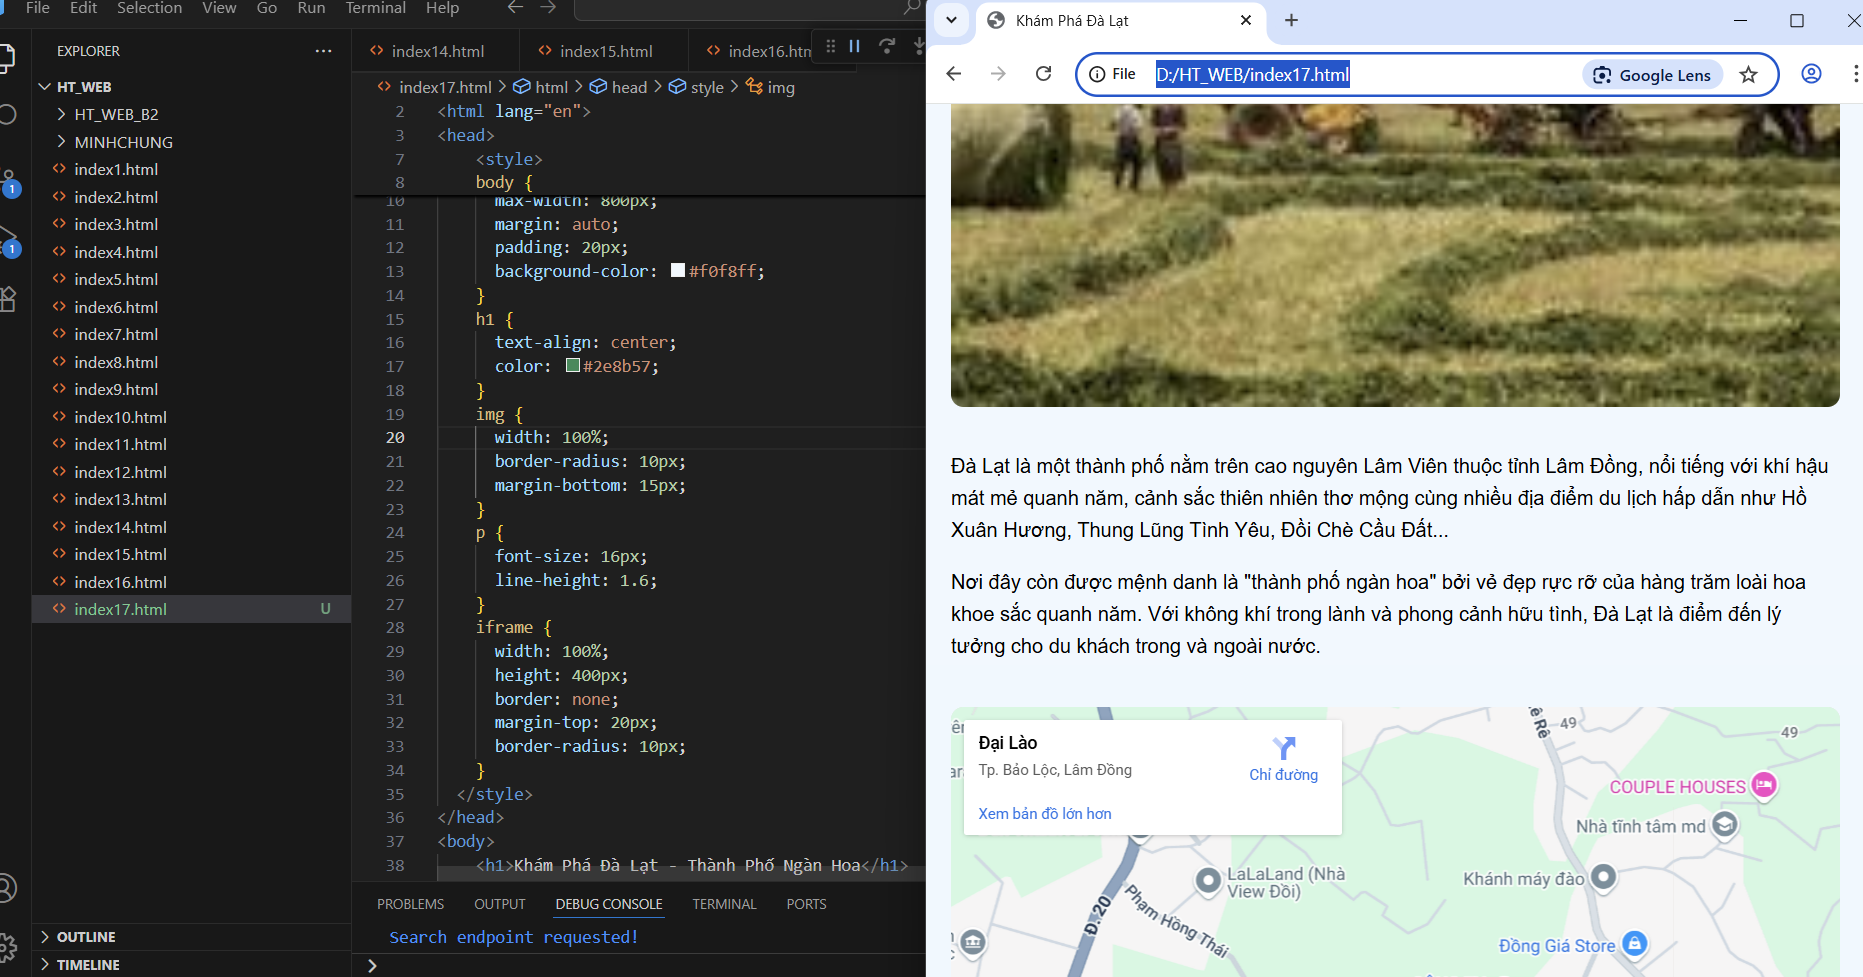 File Edit Selection View Go Run Terminal Help
EXPLORER
HT_WEB
HT_WEB_B2
MINHCHUNG
index1.html
index2.html
index3.html
index4.html
index5.html
index6.html
index7.html
index8.html
index9.html
index10.html
index11.html
index12.html
index13.html
index14.html
index15.html
index16.html
index17.html U
OUTLINE
TIMELINE
1
1
index14.html index15.html index16.htm
index17.html > html > head > style > img
2 <html lang="en">
3 <head>
7 <style>
8 body {
10 max-width: 800px;
11 margin: auto;
12 padding: 20px;
13 background-color: #f0f8ff;
14 }
15 h1 {
16 text-align: center;
17 color: #2e8b57;
18 }
19 img {
20 width: 100%;
21 border-radius: 10px;
22 margin-bottom: 15px;
23 }
24 p {
25 font-size: 16px;
26 line-height: 1.6;
27 }
28 iframe {
29 width: 100%;
30 height: 400px;
31 border: none;
32 margin-top: 20px;
33 border-radius: 10px;
34 }
35 </style>
36 </head>
37 <body>
38 <h1>Khám Phá Đà Lạt - Thành Phố Ngàn Hoa</h1>
PROBLEMS OUTPUT DEBUG CONSOLE TERMINAL PORTS
Search endpoint requested!
Khám Phá Đà Lạt
File D:/HT_WEB/index17.html Google Lens
Đà Lạt là một thành phố nằm trên cao nguyên Lâm Viên thuộc tỉnh Lâm Đồng, nổi tiếng với khí hậu
mát mẻ quanh năm, cảnh sắc thiên nhiên thơ mộng cùng nhiều địa điểm du lịch hấp dẫn như Hồ
Xuân Hương, Thung Lũng Tình Yêu, Đồi Chè Cầu Đất...
Nơi đây còn được mệnh danh là "thành phố ngàn hoa" bởi vẻ đẹp rực rỡ của hàng trăm loài hoa
khoe sắc quanh năm. Với không khí trong lành và phong cảnh hữu tình, Đà Lạt là điểm đến lý
tưởng cho du khách trong và ngoài nước.
Đại Lào
Tp. Bảo Lộc, Lâm Đồng
Chỉ đường
Xem bản đồ lớn hơn
49
49
COUPLE HOUSES
Nhà tĩnh tâm md
LaLaLand (Nhà
View Đồi)
Khánh máy đào
Đ. 20
Phạm Hồng Thái
Đồng Giá Store